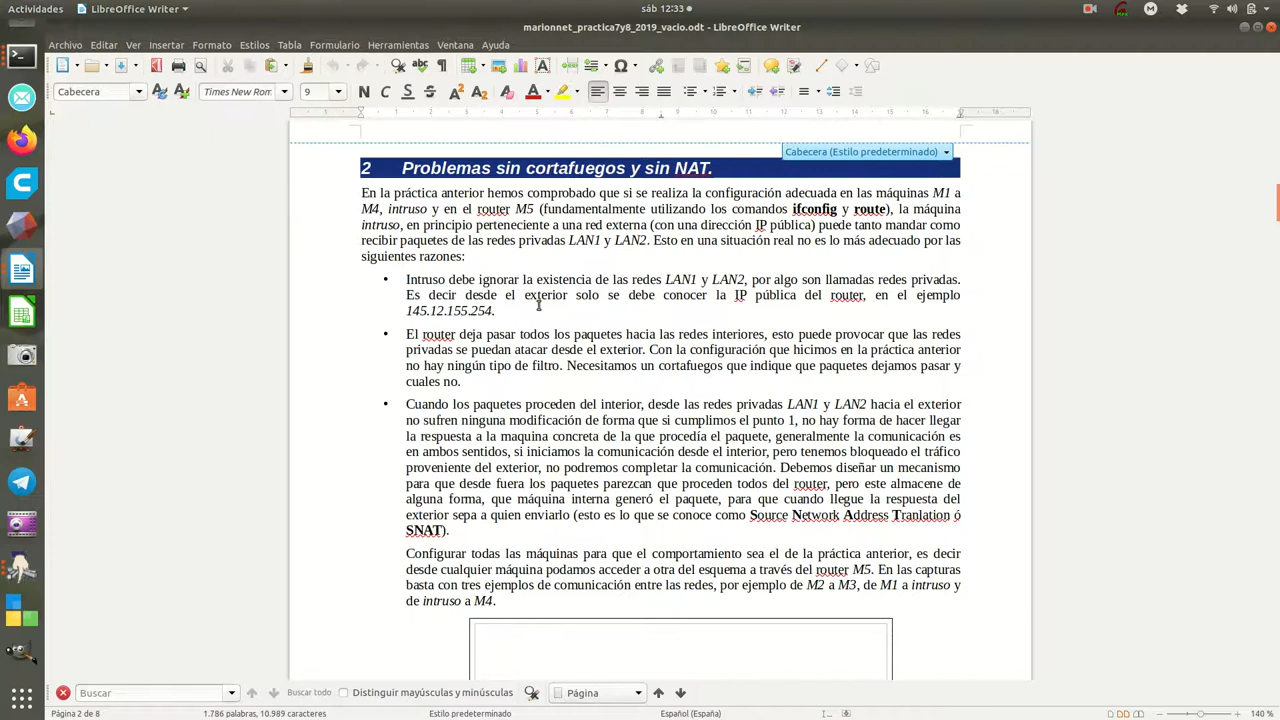 Actividades
LibreOffice Writer
sáb 12:33
marionnet_practica7y8_2019_vacio.odt - LibreOffice Writer
Archivo Editar Ver Insertar Formato Estilos Tabla Formulario Herramientas Ventana Ayuda
Cabecera Times New Rom 9 N C S
Cabecera (Estilo predeterminado)
2 Problemas sin cortafuegos y sin NAT.
En la práctica anterior hemos comprobado que si se realiza la configuración adecuada en las máquinas M1 a
M4, intruso y en el router M5 (fundamentalmente utilizando los comandos ifconfig y route), la máquina
intruso, en principio perteneciente a una red externa (con una dirección IP pública) puede tanto mandar como
recibir paquetes de las redes privadas LAN1 y LAN2. Esto en una situación real no es lo más adecuado por las
siguientes razones:
• Intruso debe ignorar la existencia de las redes LAN1 y LAN2, por algo son llamadas redes privadas.
Es decir desde el exterior solo se debe conocer la IP pública del router, en el ejemplo
145.12.155.254.
• El router deja pasar todos los paquetes hacia las redes interiores, esto puede provocar que las redes
privadas se puedan atacar desde el exterior. Con la configuración que hicimos en la práctica anterior
no hay ningún tipo de filtro. Necesitamos un cortafuegos que indique que paquetes dejamos pasar y
cuales no.
• Cuando los paquetes proceden del interior, desde las redes privadas LAN1 y LAN2 hacia el exterior
no sufren ninguna modificación de forma que si cumplimos el punto 1, no hay forma de hacer llegar
la respuesta a la maquina concreta de la que procedía el paquete, generalmente la comunicación es
en ambos sentidos, si iniciamos la comunicación desde el interior, pero tenemos bloqueado el tráfico
proveniente del exterior, no podremos completar la comunicación. Debemos diseñar un mecanismo
para que desde fuera los paquetes parezcan que proceden todos del router, pero este almacene de
alguna forma, que máquina interna generó el paquete, para que cuando llegue la respuesta del
exterior sepa a quien enviarlo (esto es lo que se conoce como Source Network Address Tranlation ó
SNAT).
Configurar todas las máquinas para que el comportamiento sea el de la práctica anterior, es decir
desde cualquier máquina podamos acceder a otra del esquema a través del router M5. En las capturas
basta con tres ejemplos de comunicación entre las redes, por ejemplo de M2 a M3, de M1 a intruso y
de intruso a M4.
Buscar Buscar todo Distinguir mayúsculas y minúsculas Página
Página 2 de 8 1.786 palabras, 10.989 caracteres Estilo predeterminado Español (España) 140 %